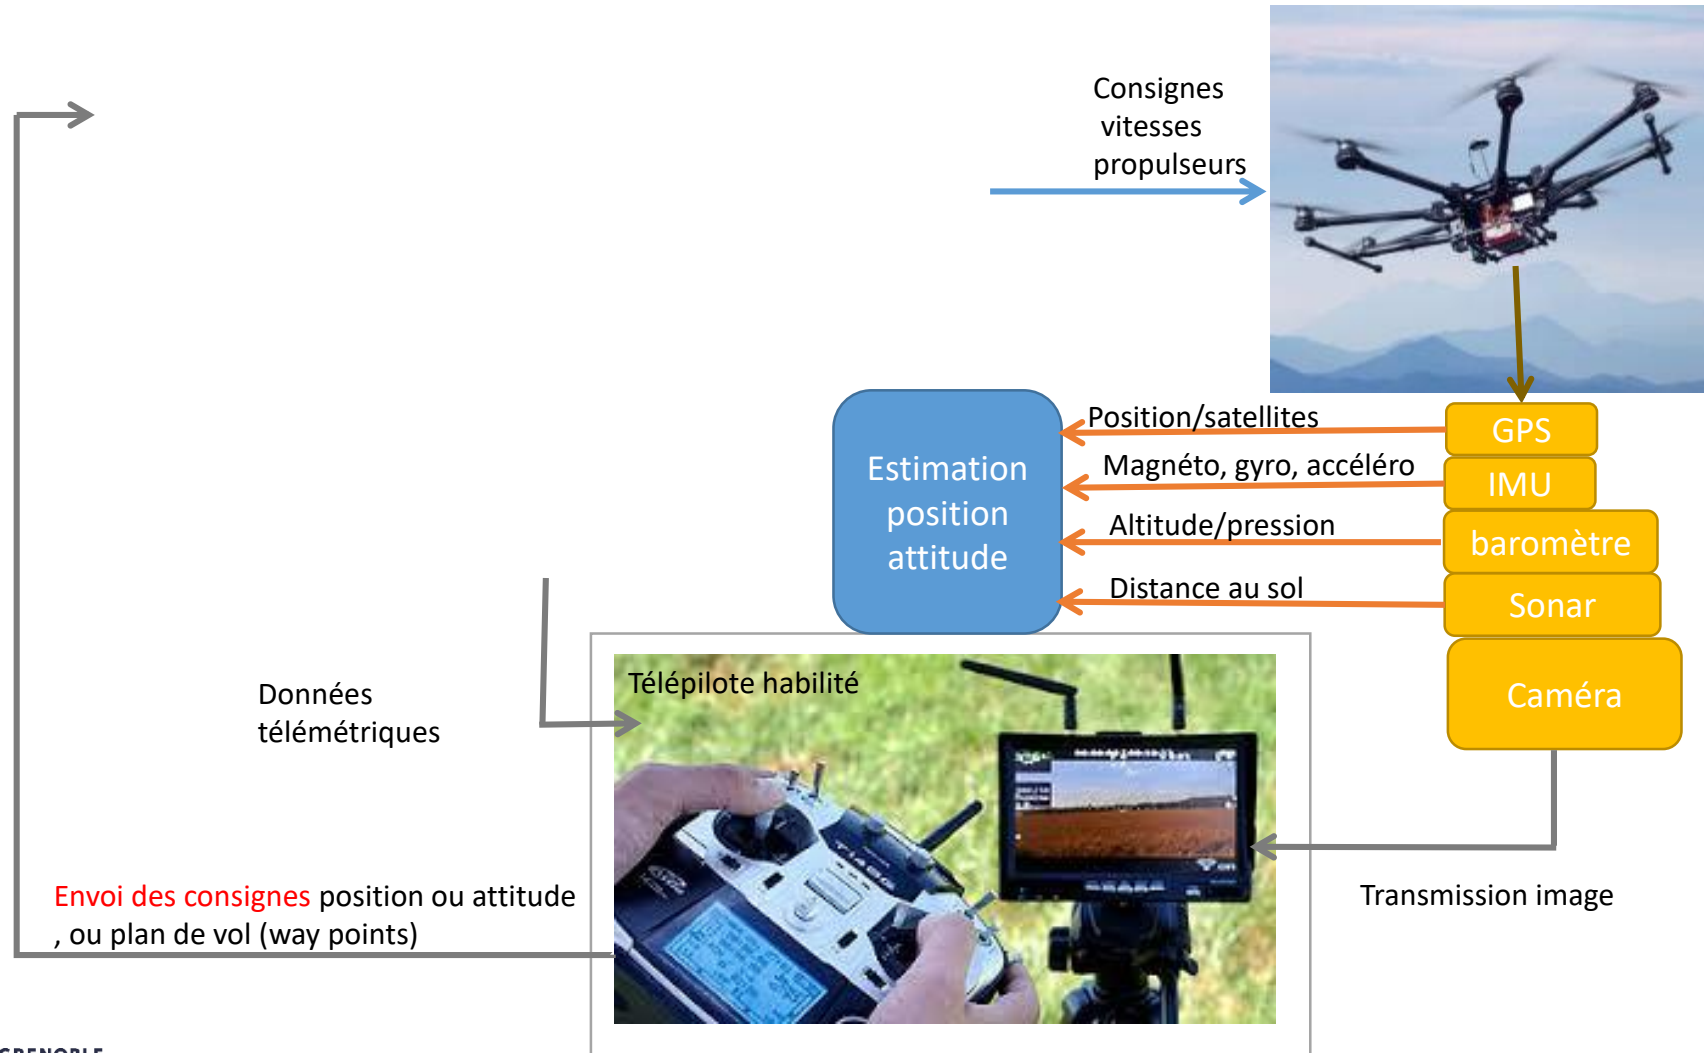 Consignes
vitesses
propulseurs
Position/satellites
GPS
Magnéto, gyro, accéléro
IMU
Altitude/pression
baromètre
Distance au sol
Sonar
Estimation
position
attitude
Caméra
Télépilote habilité
Données
télémétriques
Envoi des consignes position ou attitude
, ou plan de vol (way points)
Transmission image
GRENOBLE